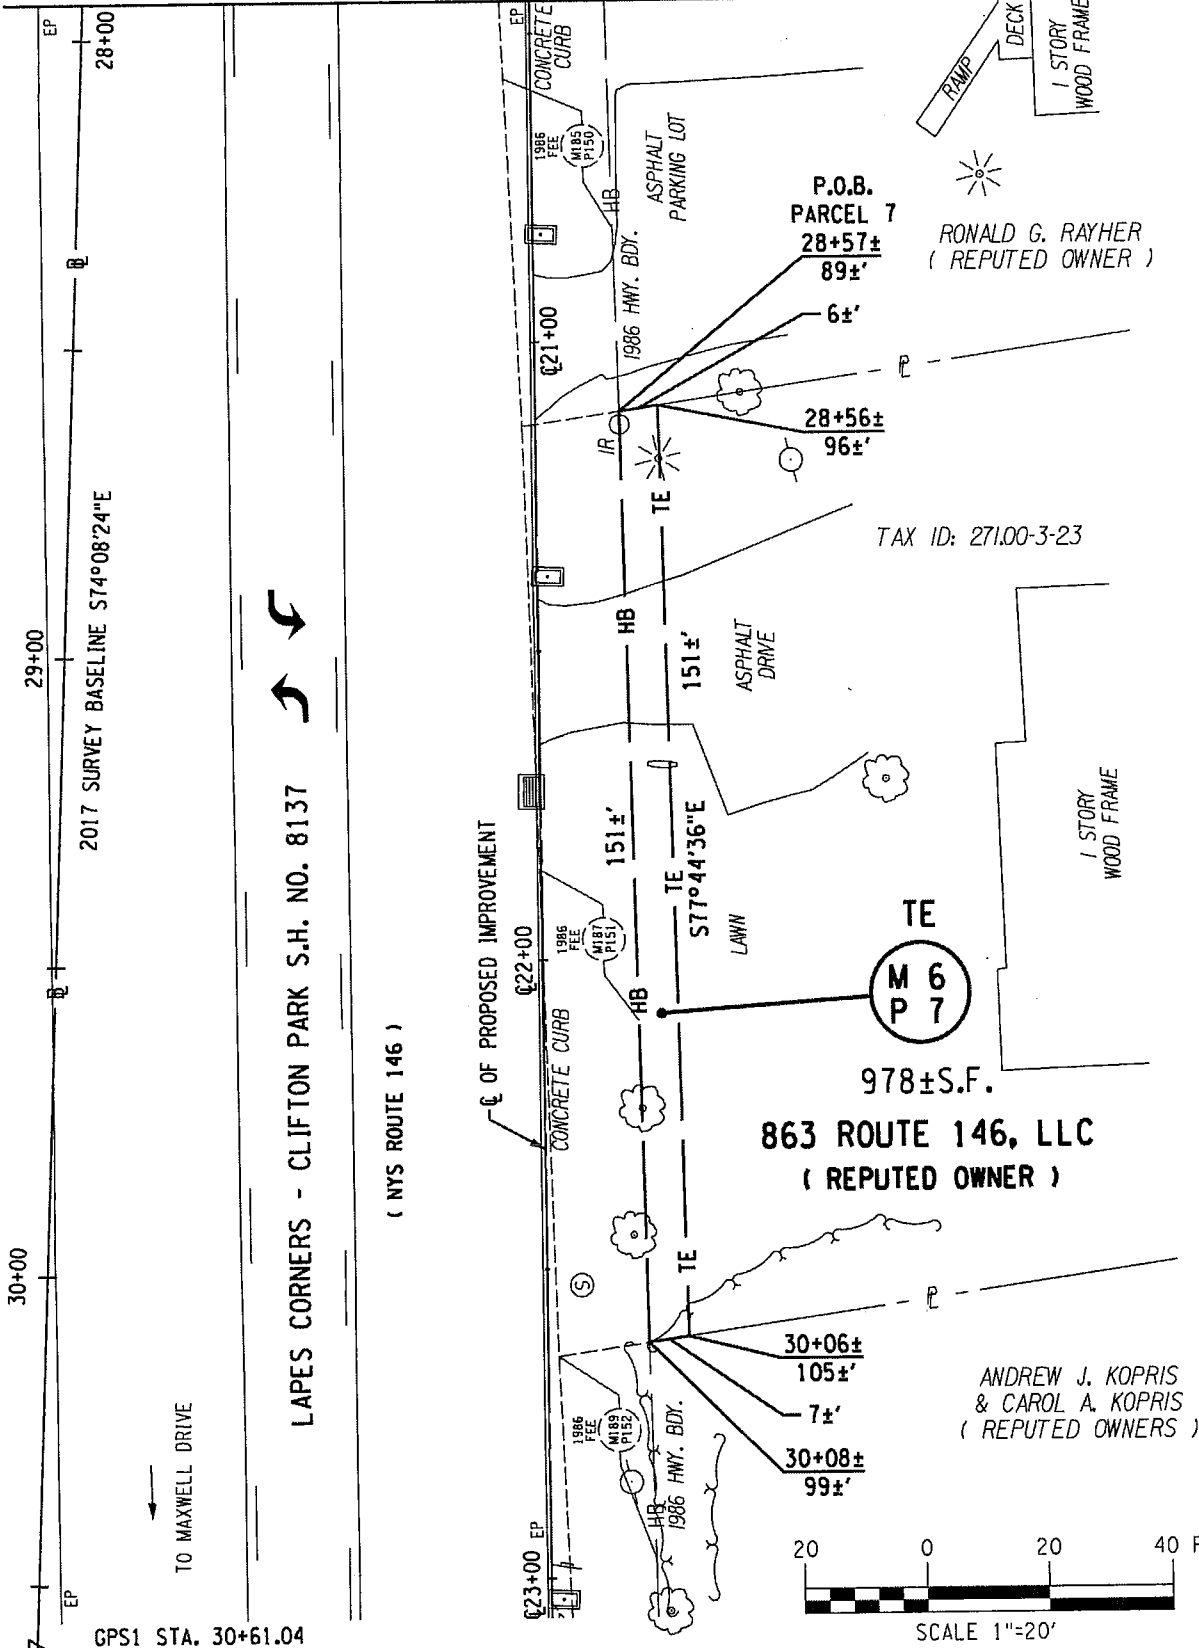 EP
28+00
EP
CONCRETE
CURB
1986
FEE
M185
P150
HB
ASPHALT
PARKING LOT
RAMP
DECK
1 STORY
WOOD FRAME
P.O.B.
PARCEL 7
28+57±
89±'
6±'
RONALD G. RAYHER
( REPUTED OWNER )
1986 HWY. BDY.
℄21+00
28+56±
96±'
IR
TE
TAX ID: 271.00-3-23
2017 SURVEY BASELINE S74°08'24"E
29+00
HB
151±'
ASPHALT
DRIVE
151±'
TE
S77°44'36"E
LAWN
1 STORY
WOOD FRAME
LAPES CORNERS - CLIFTON PARK S.H. NO. 8137
( NYS ROUTE 146 )
℄ OF PROPOSED IMPROVEMENT
1986
FEE
M187
P151
℄22+00
HB
CONCRETE CURB
TE
M 6
P 7
978±S.F.
863 ROUTE 146, LLC
( REPUTED OWNER )
30+00
S
TE
30+06±
105±'
7±'
30+08±
99±'
ANDREW J. KOPRIS
& CAROL A. KOPRIS
( REPUTED OWNERS )
1986
FEE
M189
P152
HB
1986 HWY. BDY.
TO MAXWELL DRIVE
EP
EP
℄23+00
20 0 20 40 F
SCALE 1"=20'
GPS1 STA. 30+61.04